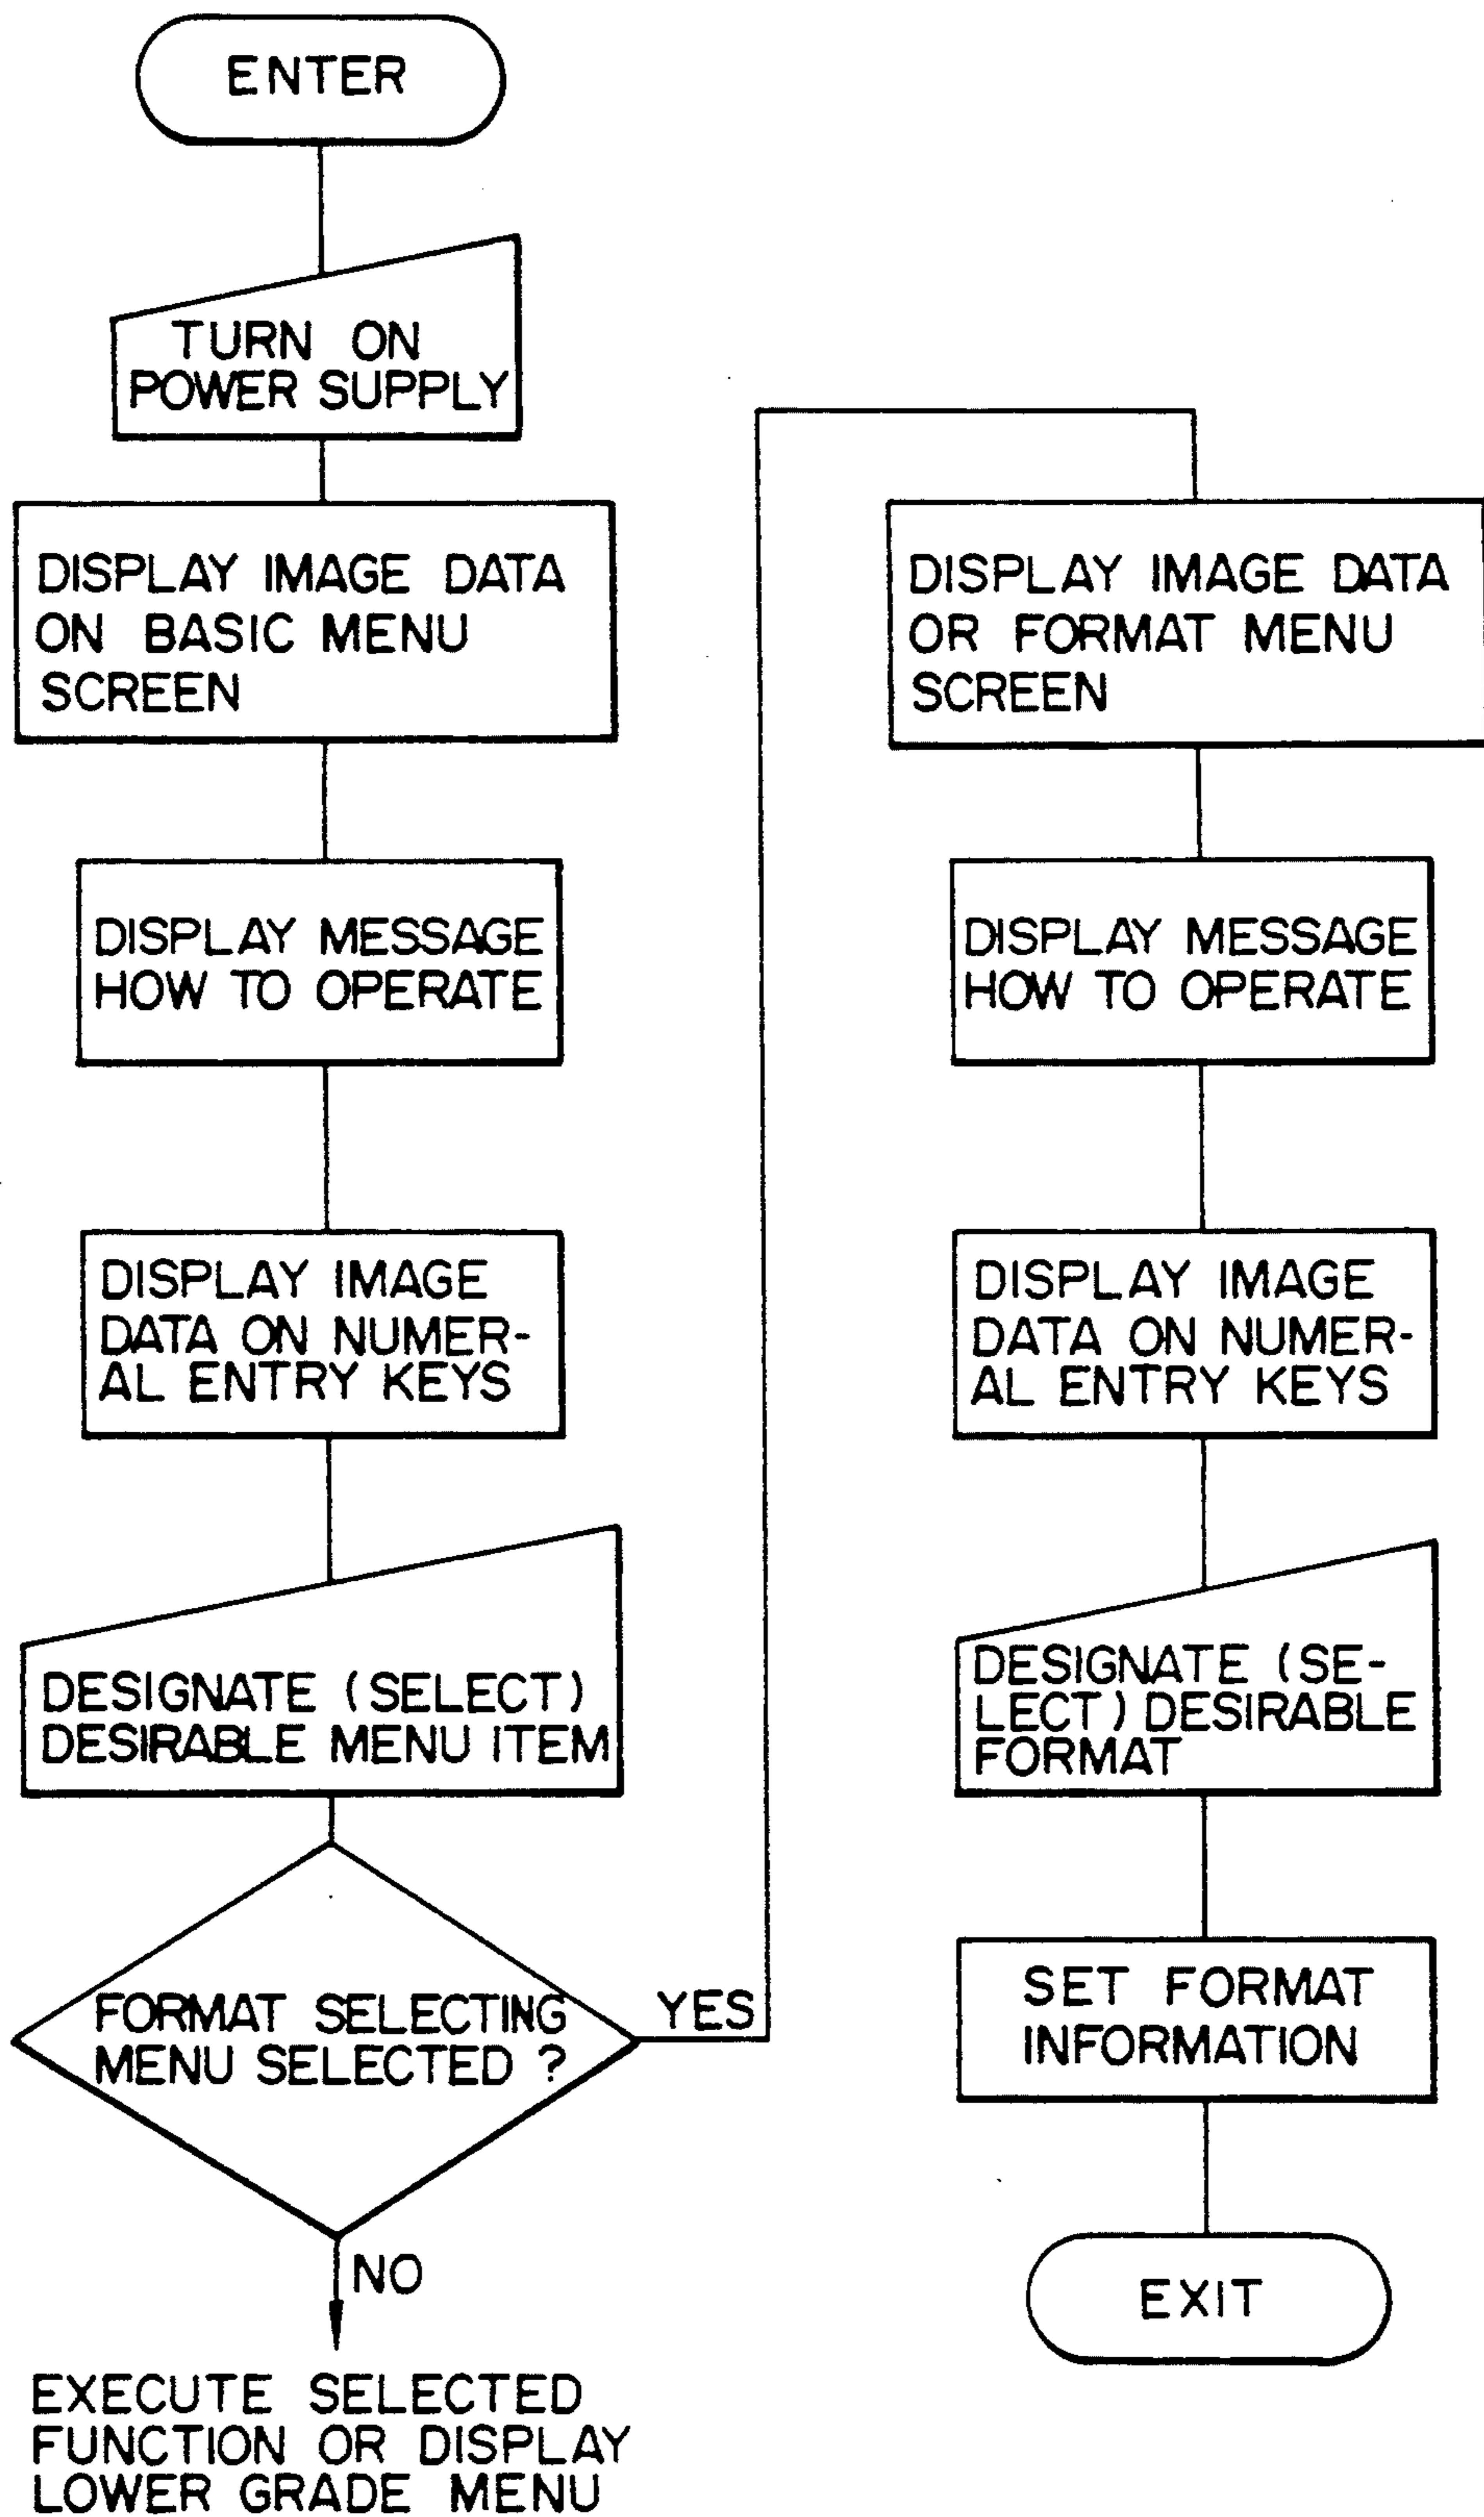 ENTER
TURN ON
POWER SUPPLY
DISPLAY IMAGE DATA
ON BASIC MENU
SCREEN
DISPLAY MESSAGE
HOW TO OPERATE
DISPLAY IMAGE
DATA ON NUMER-
AL ENTRY KEYS
DESIGNATE (SELECT)
DESIRABLE MENU ITEM
FORMAT SELECTING
MENU SELECTED ?
YES
NO
EXECUTE SELECTED
FUNCTION OR DISPLAY
LOWER GRADE MENU
DISPLAY IMAGE DATA
OR FORMAT MENU
SCREEN
DISPLAY MESSAGE
HOW TO OPERATE
DISPLAY IMAGE
DATA ON NUMER-
AL ENTRY KEYS
DESIGNATE (SE-
LECT) DESIRABLE
FORMAT
SET FORMAT
INFORMATION
EXIT